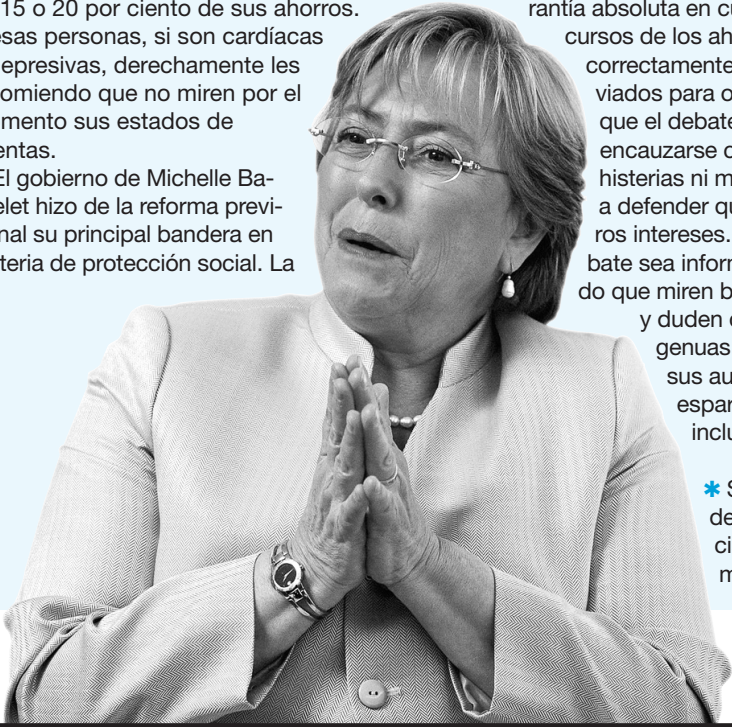 15 o 20 por ciento de sus ahorros.
esas personas, si son cardíacas
epresivas, derechamente les
omiendo que no miren por el
mento sus estados de
entas.
El gobierno de Michelle Ba-
elet hizo de la reforma previ-
nal su principal bandera en
teria de protección social. La
rantía absoluta en cu
cursos de los ah
correctamente
viados para o
que el debate
encauzarse
histerias ni m
a defender qu
ros intereses.
bate sea inform
do que miren b
y duden
genuas
sus au
espar
inclu
✱ S
de
ci
m